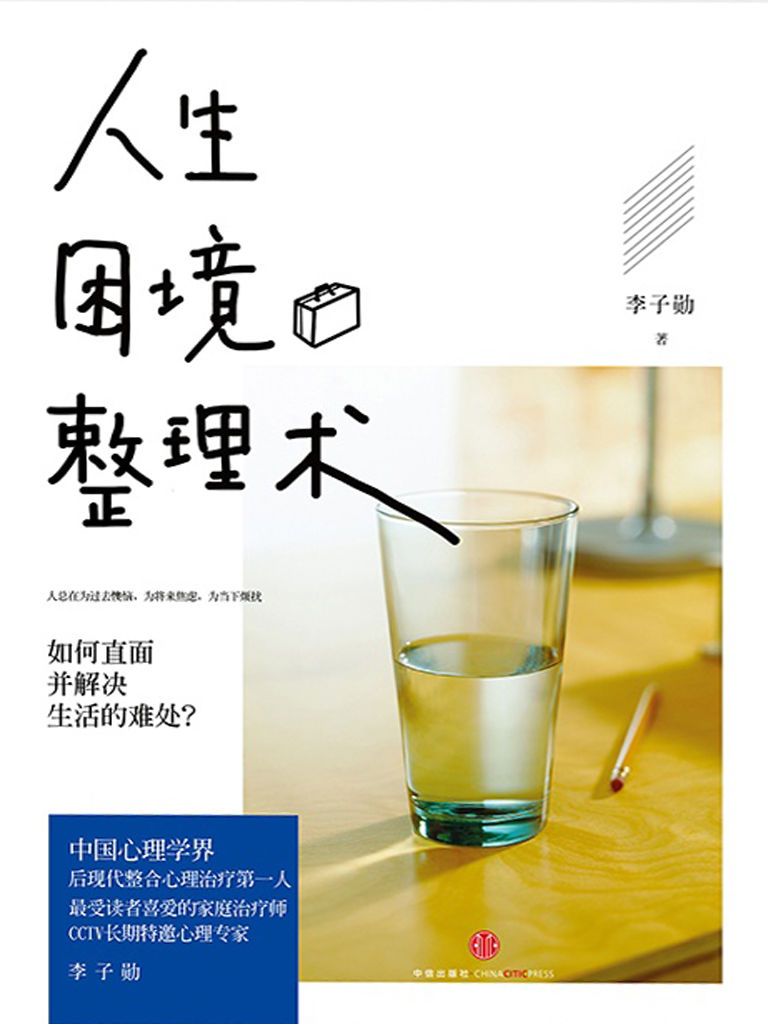 人生
困境
整理术
李子勋
著
人总在为过去懊恼，为将来焦虑，为当下烦扰
如何直面
并解决
生活的难处？
中国心理学界
后现代整合心理治疗第一人
最受读者喜爱的家庭治疗师
CCTV长期特邀心理专家
李子勋
中信出版社 CHINACITICPRESS